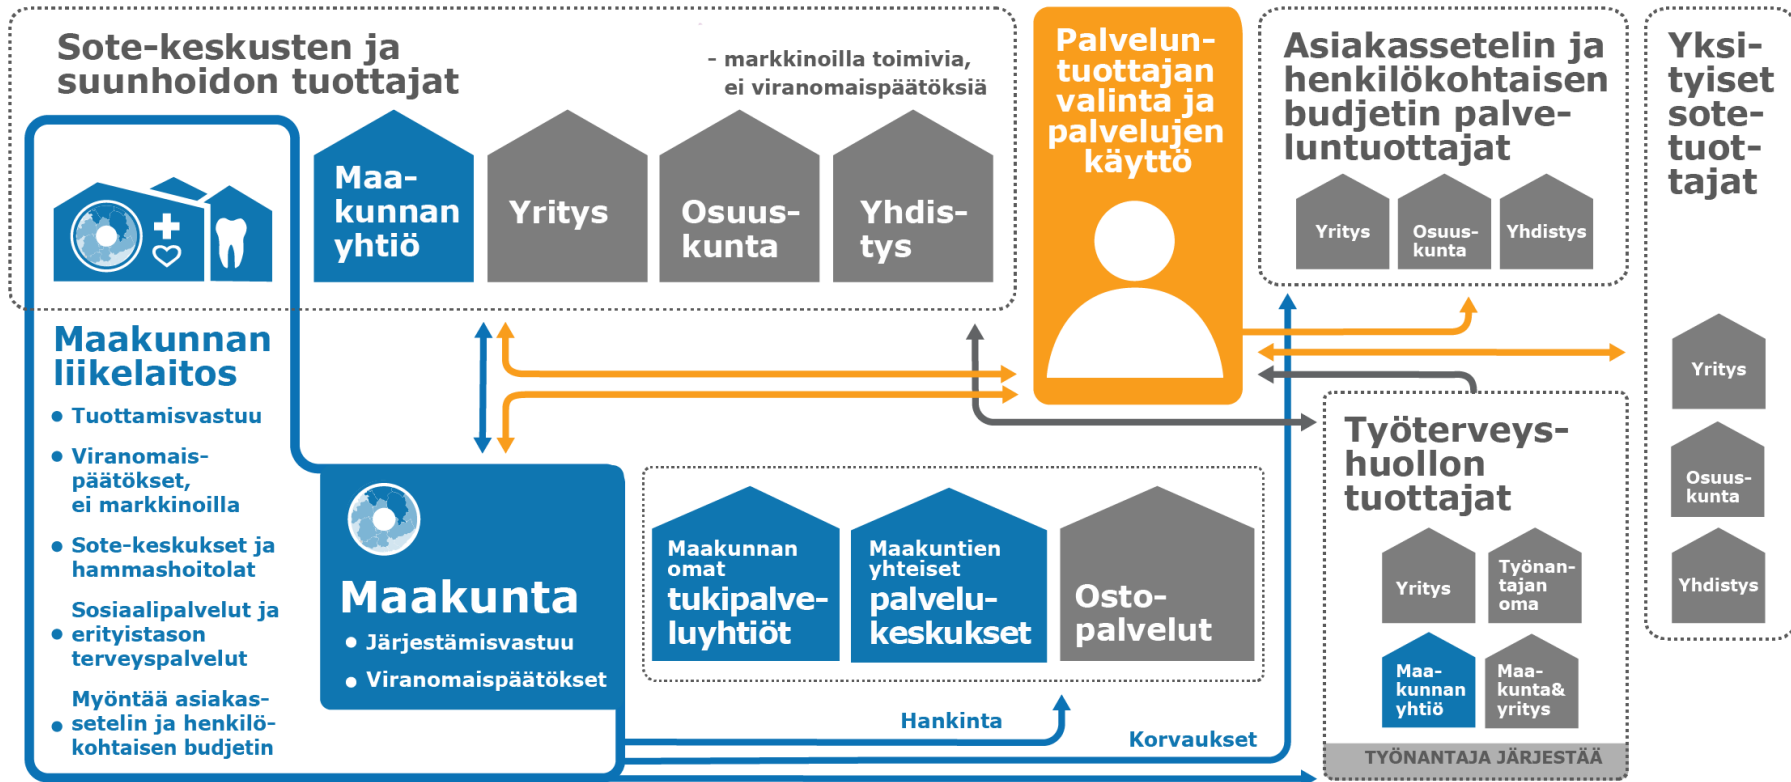 Sote-keskusten ja
suunhoidon tuottajat
- markkinoilla toimivia,
ei viranomaispäätöksiä
Maa-
kunnan
yhtiö
Yritys
Osuus-
kunta
Yhdis-
tys
Palvelun-
tuottajan
valinta ja
palvelujen
käyttö
Asiakassetelin ja
henkilökohtaisen
budjetin palve-
luntuottajat
Yritys
Osuus-
kunta
Yhdistys
Yksi-
tyiset
sote-
tuot-
tajat
Yritys
Osuus-
kunta
Yhdistys
Maakunnan
liikelaitos
• Tuottamisvastuu
• Viranomais-
päätökset,
ei markkinoilla
• Sote-keskukset ja
hammashoitolat
Sosiaalipalvelut ja
• erityistason
terveyspalvelut
Myöntää asiakas-
• setelin ja henkilö-
kohtaisen budjetin
Maakunta
• Järjestämisvastuu
• Viranomaispäätökset
Maakunnan
omat
tukipalve-
luyhtiöt
Maakuntien
yhteiset
palvelu-
keskukset
Osto-
palvelut
Hankinta
Korvaukset
Työterveys-
huollon
tuottajat
Yritys
Työnan-
tajan
oma
Maa-
kunnan
yhtiö
Maa-
kunta&
yritys
TYÖNANTAJA JÄRJESTÄÄ